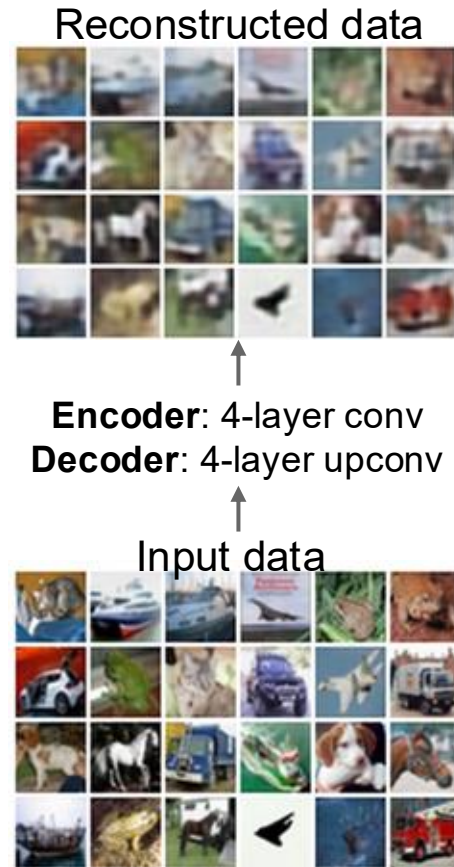 Reconstructed data
Encoder: 4-layer conv
Decoder: 4-layer upconv
Input data